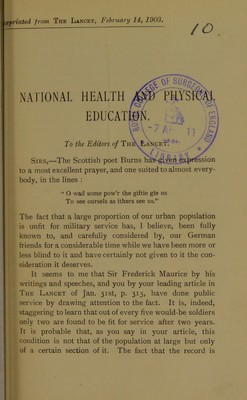 reprinted from THE LANCET, February 14, 1903.
10.
NATIONAL HEALTH AND PHYSICAL
EDUCATION.
ROYAL COLLEGE OF SURGEONS OF ENGLAND
-7 AP 11
LIBRARY
To the Editors of THE LANCET.
SIRS,—The Scottish poet Burns has given expression
to a most excellent prayer, and one suited to almost every-
body, in the lines :
“ O wad some pow'r the giftie gie us
To see oursels as ithers see us.”
The fact that a large proportion of our urban population
is unfit for military service has, I believe, been fully
known to, and carefully considered by, our German
friends for a considerable time while we have been more or
less blind to it and have certainly not given to it the con-
sideration it deserves.
It seems to me that Sir Frederick Maurice by his
writings and speeches, and you by your leading article in
THE LANCET of Jan. 31st, p. 315, have done public
service by drawing attention to the fact. It is, indeed,
staggering to learn that out of every five would-be soldiers
only two are found to be fit for service after two years.
It is probable that, as you say in your article, this
condition is not that of the population at large but only
of a certain section of it. The fact that the record is